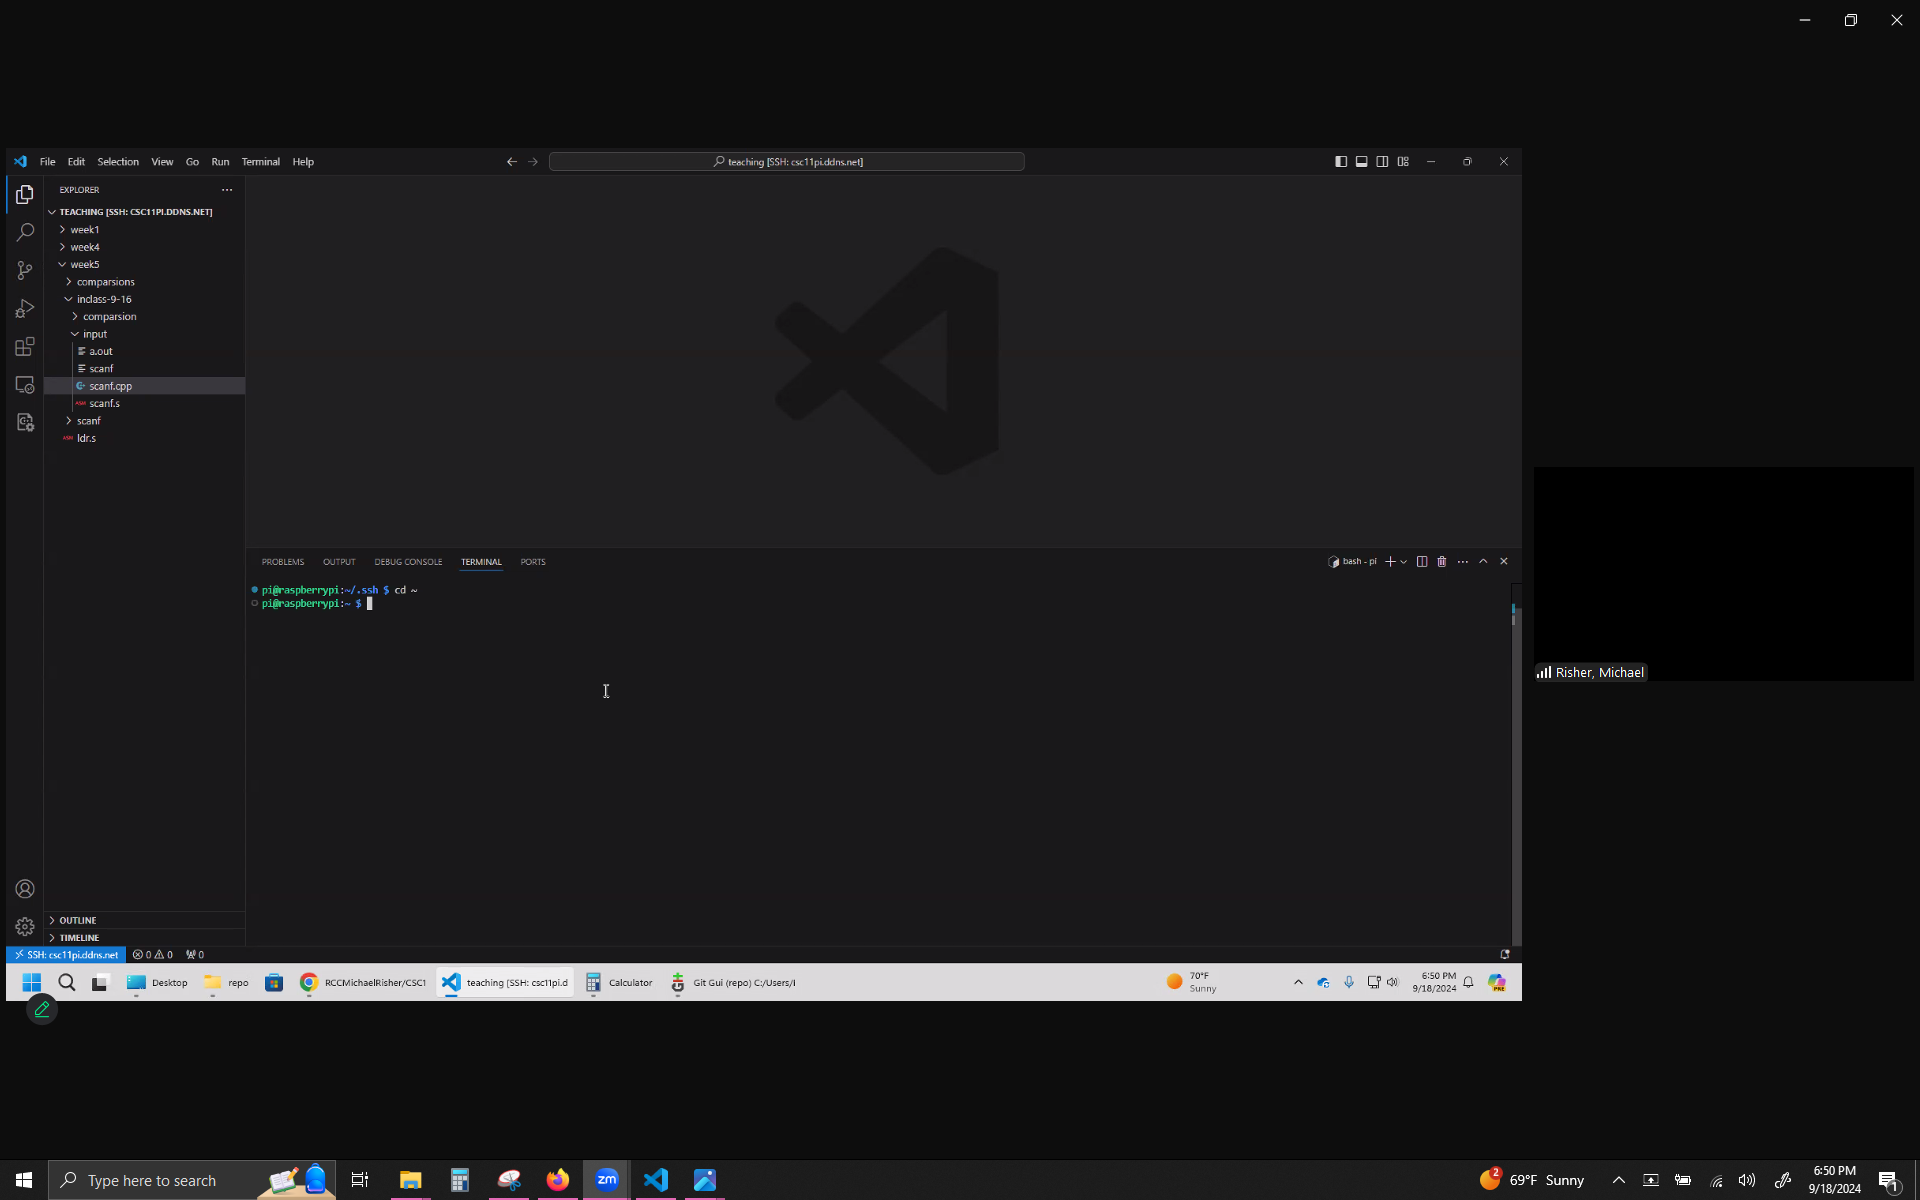 File Edit Selection View Go Run Terminal Help
teaching [SSH: csc11pi.ddns.net]
EXPLORER
TEACHING [SSH: CSC11PI.DDNS.NET]
week1
week4
week5
comparsions
inclass-9-16
comparsion
input
a.out
scanf
scanf.cpp
scanf.s
scanf
ldr.s
PROBLEMS OUTPUT DEBUG CONSOLE TERMINAL PORTS
bash - pi
pi@raspberrypi:~/.ssh $ cd ~
pi@raspberrypi:~ $
Risher, Michael
OUTLINE
TIMELINE
SSH: csc11pi.ddns.net 0 0 0
Desktop repo RCCMichaelRisher/CSC1 teaching [SSH: csc11pi.d Calculator Git Gui (repo) C:/Users/I
70°F
Sunny
6:50 PM
9/18/2024
Type here to search
zm
2
69°F Sunny
6:50 PM
9/18/2024
1